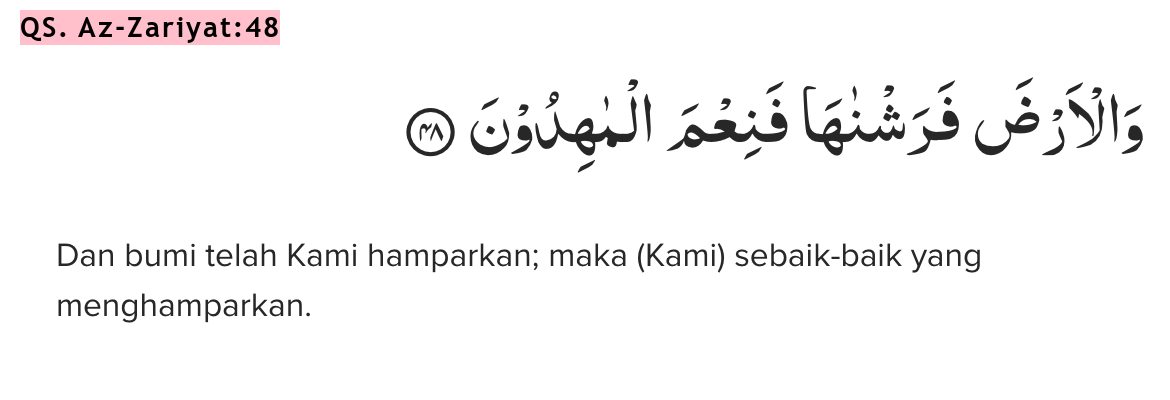 QS. Az-Zariyat:48
وَالْاَرْضَ فَرَشْنٰهَا فَنِعْمَ الْمٰهِدُوْنَ ٤٨
Dan bumi telah Kami hamparkan; maka (Kami) sebaik-baik yang
menghamparkan.